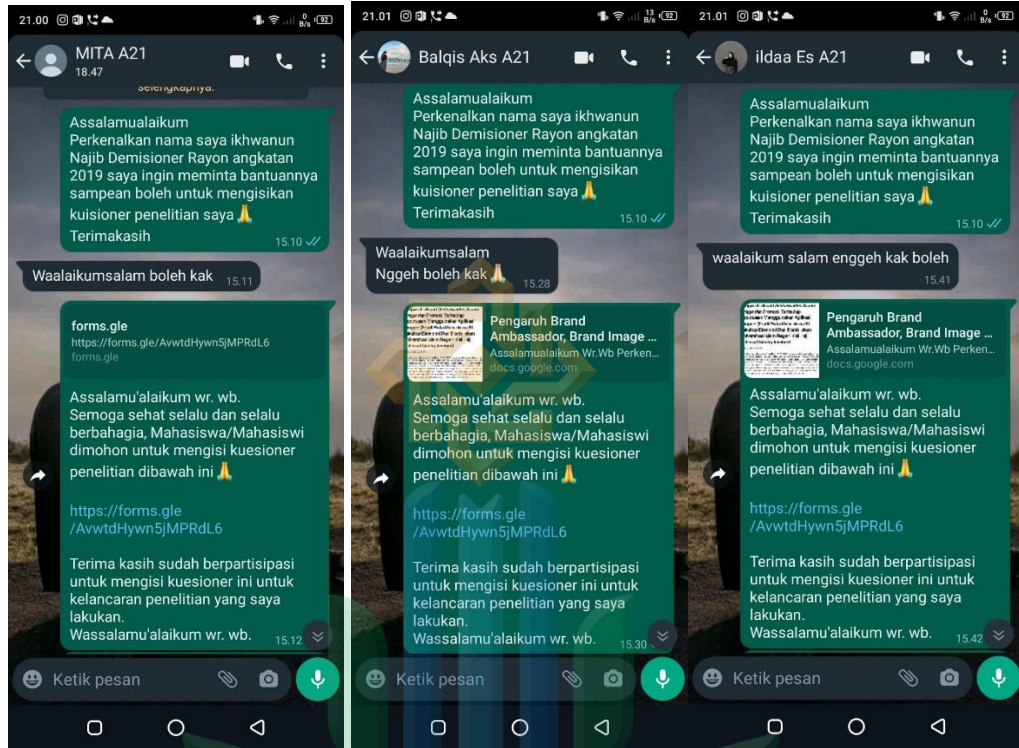 21.00
0 B/s
92
MITA A21
18.47
selengkapnya.
Assalamualaikum
Perkenalkan nama saya ikhwanun
Najib Demisioner Rayon angkatan
2019 saya ingin meminta bantuannya
sampean boleh untuk mengisikan
kuisioner penelitian saya🙏
Terimakasih
15.10
Waalaikumsalam boleh kak 15.11
forms.gle
https://forms.gle/AvwtdHywn5jMPRdL6
forms.gle
Assalamu'alaikum wr. wb.
Semoga sehat selalu dan selalu
berbahagia, Mahasiswa/Mahasiswi
dimohon untuk mengisi kuesioner
penelitian dibawah ini🙏
https://forms.gle
/AvwtdHywn5jMPRdL6
Terima kasih sudah berpartisipasi
untuk mengisi kuesioner ini untuk
kelancaran penelitian yang saya
lakukan.
Wassalamu'alaikum wr. wb. 15.12
Ketik pesan
21.01
13 B/s
92
Balqis Aks A21
Assalamualaikum
Perkenalkan nama saya ikhwanun
Najib Demisioner Rayon angkatan
2019 saya ingin meminta bantuannya
sampean boleh untuk mengisikan
kuisioner penelitian saya🙏
Terimakasih
15.10
Waalaikumsalam
Nggeh boleh kak🙏🏻 15.28
Pengaruh Brand
Ambassador, Brand Image ...
Assalamualaikum Wr.Wb Perken...
docs.google.com
Assalamu'alaikum wr. wb.
Semoga sehat selalu dan selalu
berbahagia, Mahasiswa/Mahasiswi
dimohon untuk mengisi kuesioner
penelitian dibawah ini🙏
https://forms.gle
/AvwtdHywn5jMPRdL6
Terima kasih sudah berpartisipasi
untuk mengisi kuesioner ini untuk
kelancaran penelitian yang saya
lakukan.
Wassalamu'alaikum wr. wb. 15.30
Ketik pesan
21.01
0 B/s
92
ildaa Es A21
Assalamualaikum
Perkenalkan nama saya ikhwanun
Najib Demisioner Rayon angkatan
2019 saya ingin meminta bantuannya
sampean boleh untuk mengisikan
kuisioner penelitian saya🙏
Terimakasih
15.10
waalaikum salam enggeh kak boleh
15.41
Pengaruh Brand
Ambassador, Brand Image ...
Assalamualaikum Wr.Wb Perken...
docs.google.com
Assalamu'alaikum wr. wb.
Semoga sehat selalu dan selalu
berbahagia, Mahasiswa/Mahasiswi
dimohon untuk mengisi kuesioner
penelitian dibawah ini🙏
https://forms.gle
/AvwtdHywn5jMPRdL6
Terima kasih sudah berpartisipasi
untuk mengisi kuesioner ini untuk
kelancaran penelitian yang saya
lakukan.
Wassalamu'alaikum wr. wb. 15.42
Ketik pesan